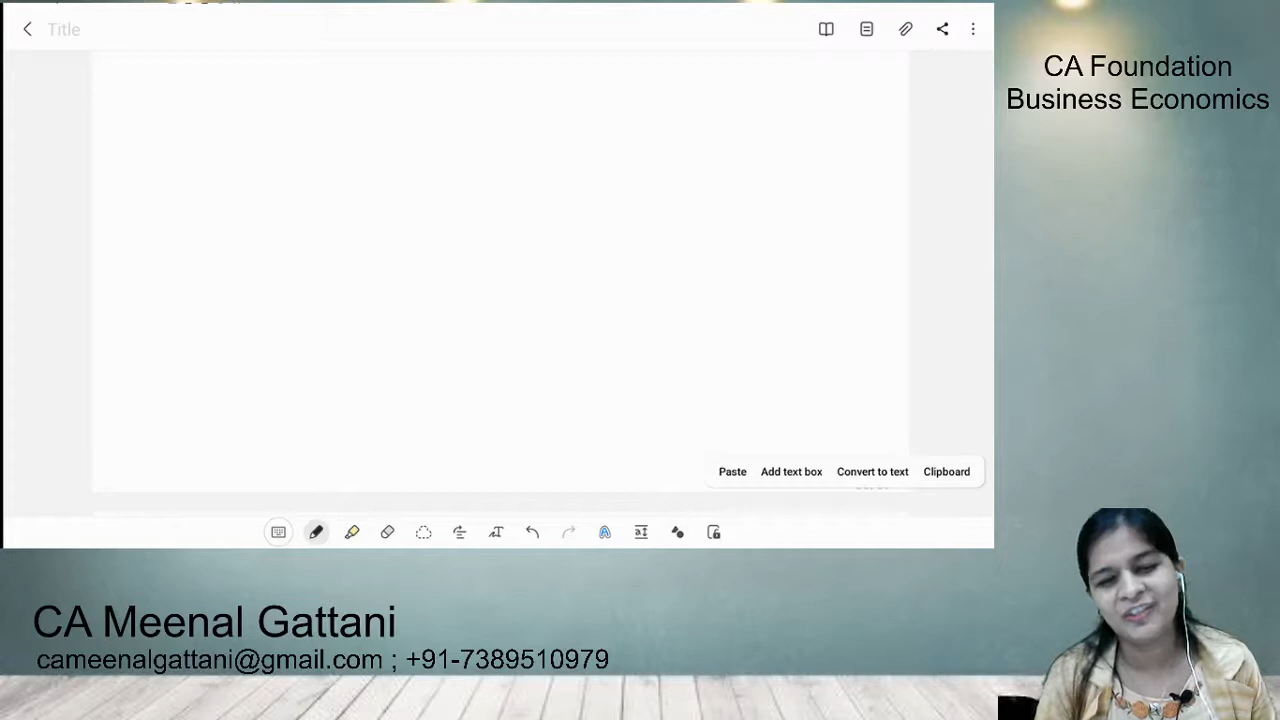 Title
CA Foundation
Business Economics
Paste Add text box Convert to text Clipboard
CA Meenal Gattani
cameenalgattani@gmail.com ; +91-7389510979